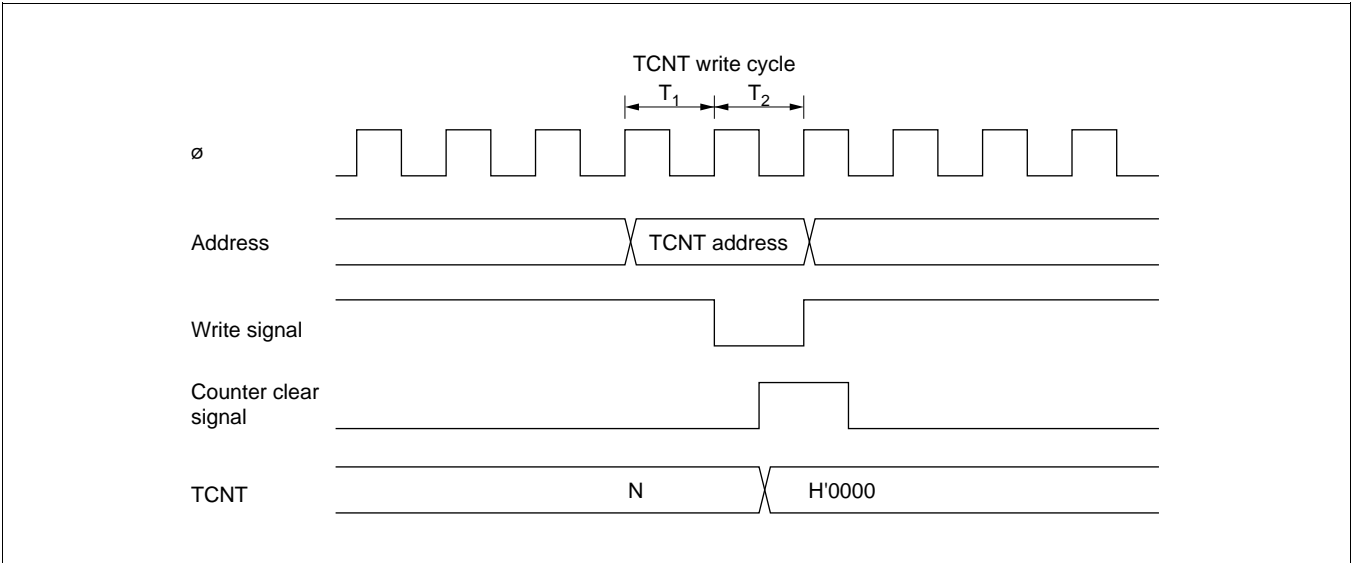 TCNT write cycle
T₁ T₂
ø
Address TCNT address
Write signal
Counter clear
signal
TCNT N H'0000